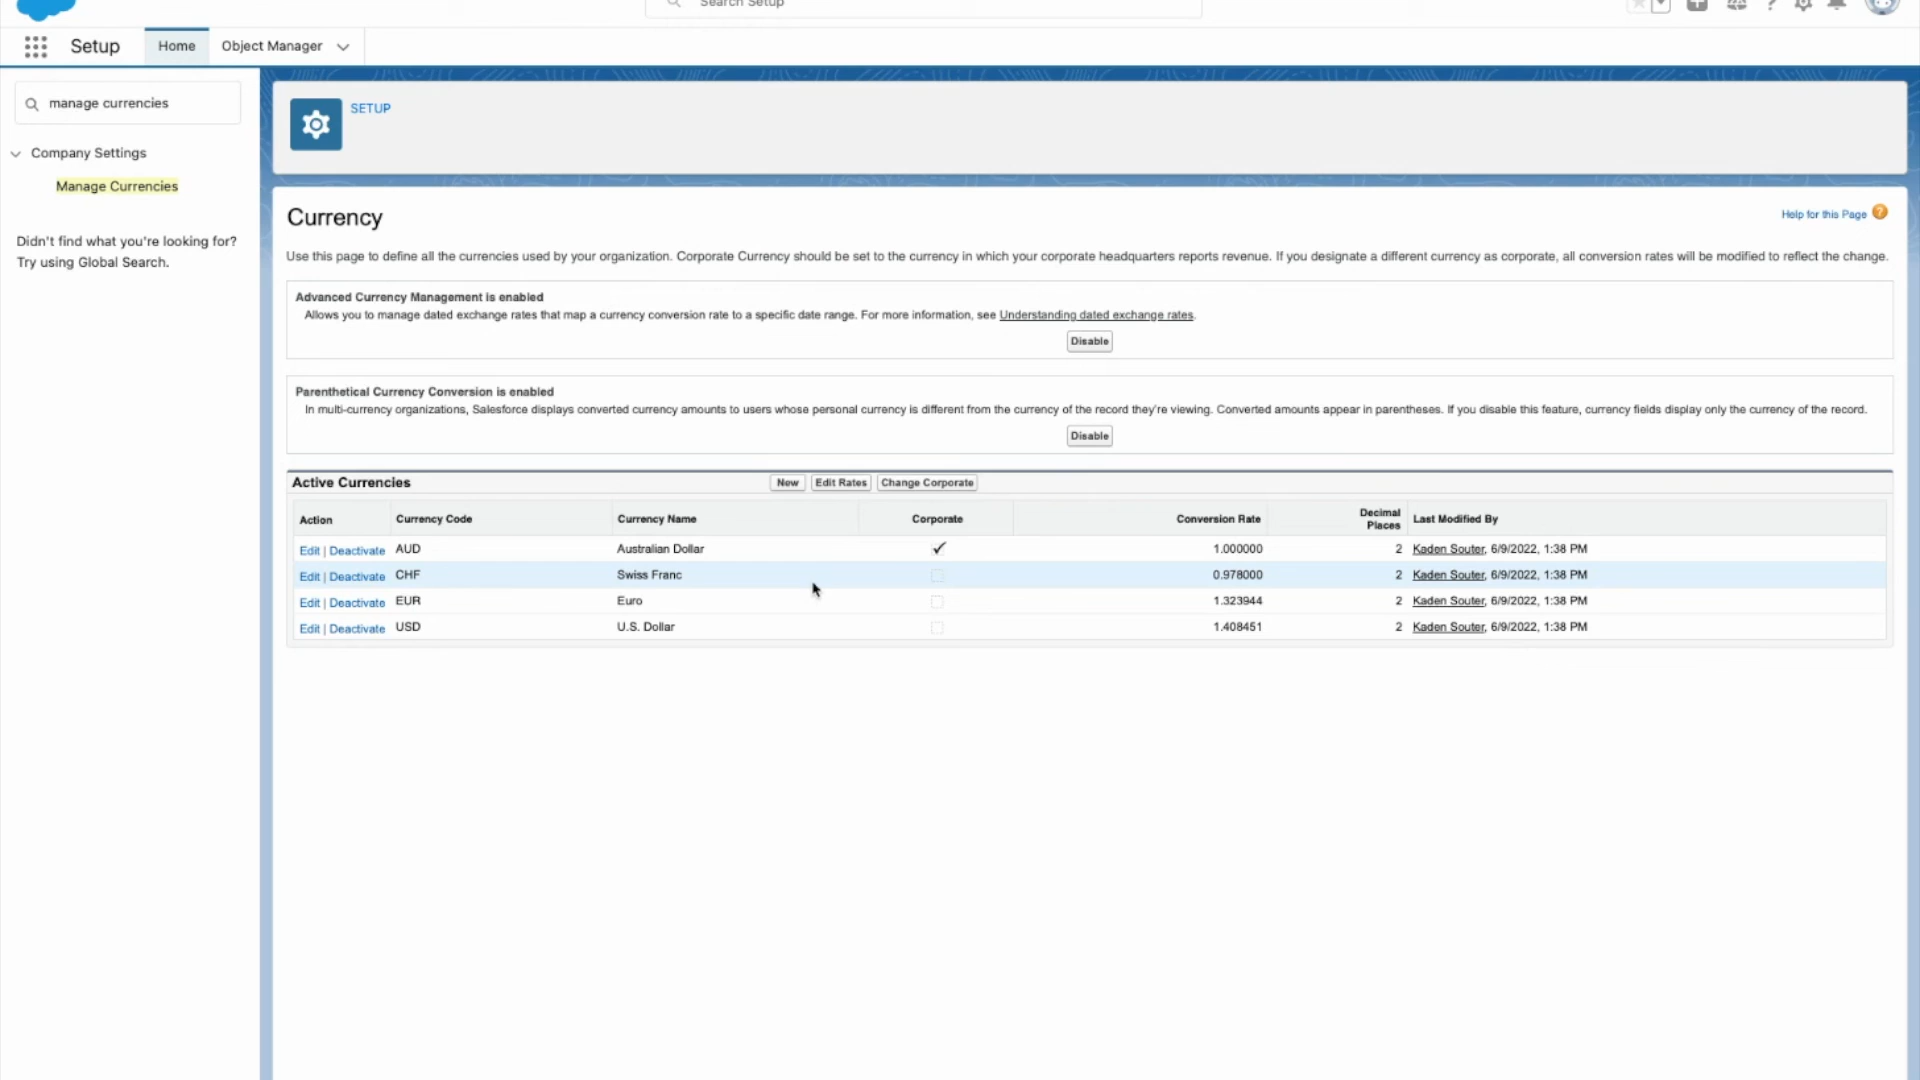 Search Setup
Setup
Home
Object Manager
manage currencies
Company Settings
Manage Currencies
Didn't find what you're looking for?
Try using Global Search.
SETUP
Currency
Help for this Page
Use this page to define all the currencies used by your organization. Corporate Currency should be set to the currency in which your corporate headquarters reports revenue. If you designate a different currency as corporate, all conversion rates will be modified to reflect the change.
Advanced Currency Management is enabled
Allows you to manage dated exchange rates that map a currency conversion rate to a specific date range. For more information, see Understanding dated exchange rates.
Disable
Parenthetical Currency Conversion is enabled
In multi-currency organizations, Salesforce displays converted currency amounts to users whose personal currency is different from the currency of the record they're viewing. Converted amounts appear in parentheses. If you disable this feature, currency fields display only the currency of the record.
Disable
Active Currencies New Edit Rates Change Corporate
Action Currency Code Currency Name Corporate Conversion Rate Decimal Places Last Modified By
Edit | Deactivate AUD Australian Dollar 1.000000 2 Kaden Souter, 6/9/2022, 1:38 PM
Edit | Deactivate CHF Swiss Franc 0.978000 2 Kaden Souter, 6/9/2022, 1:38 PM
Edit | Deactivate EUR Euro 1.323944 2 Kaden Souter, 6/9/2022, 1:38 PM
Edit | Deactivate USD U.S. Dollar 1.408451 2 Kaden Souter, 6/9/2022, 1:38 PM